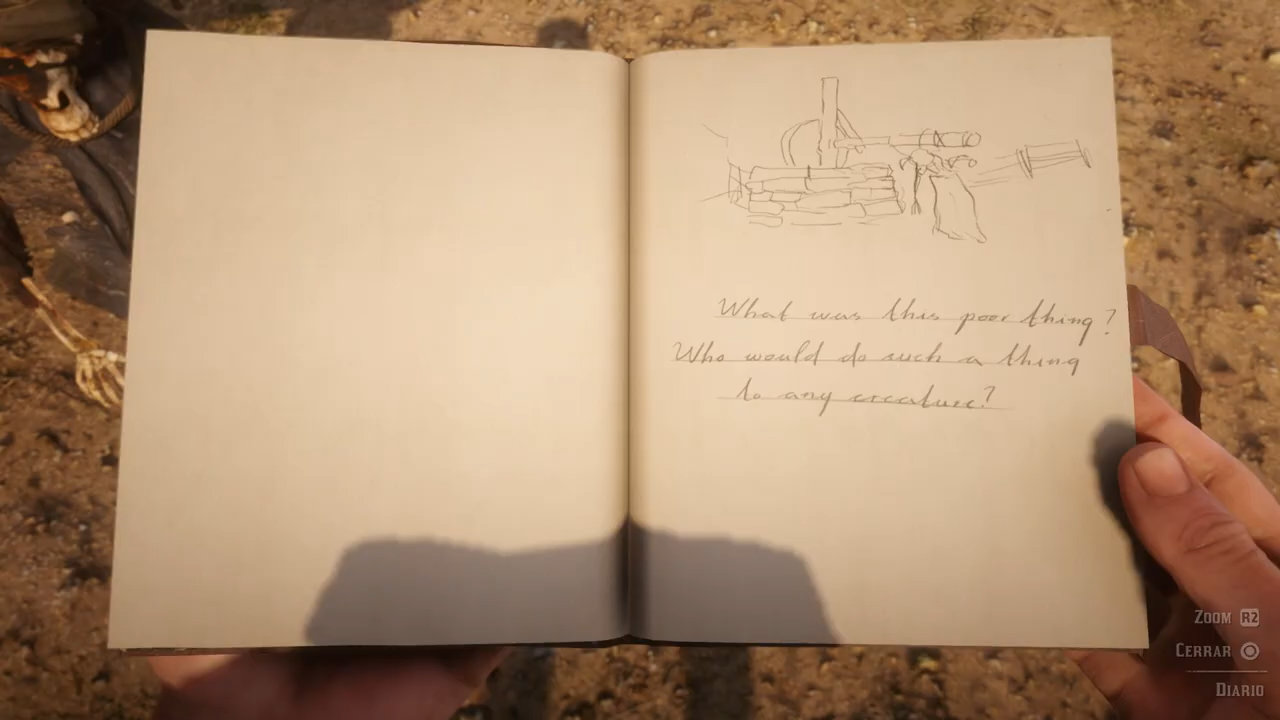 What was this poor thing?
Who would do such a thing
to any creature?
ZOOM R2
CERRAR
DIARIO